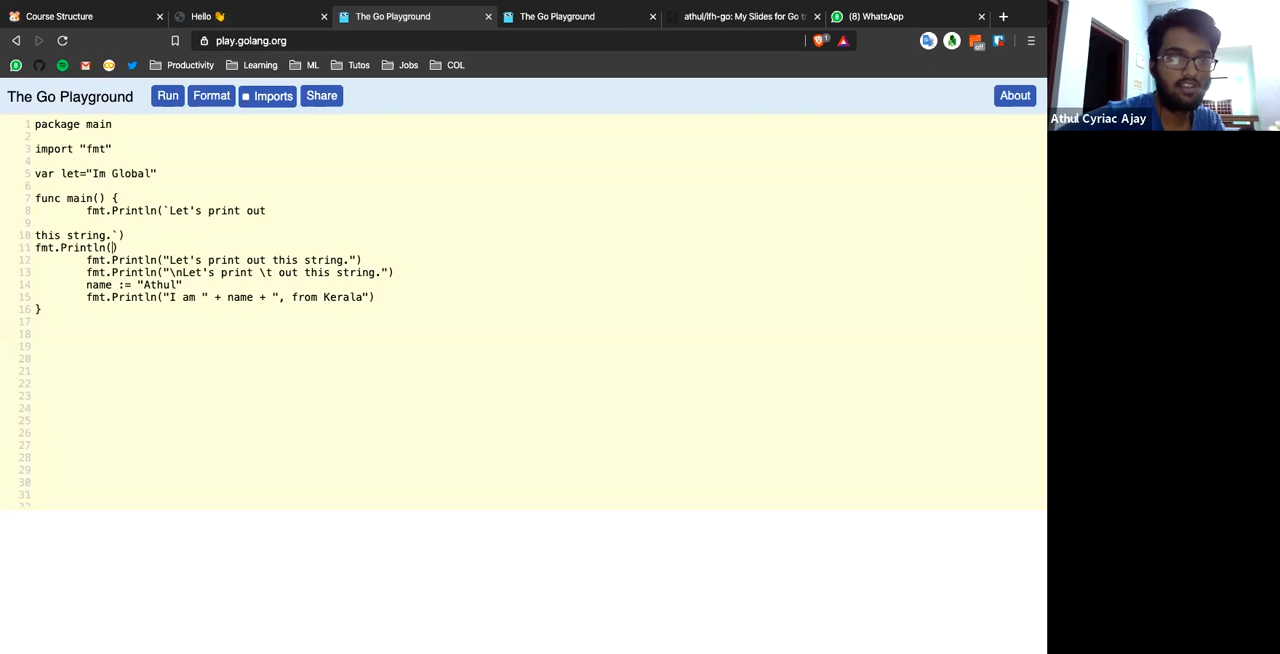 Course Structure
Hello 👋
The Go Playground
The Go Playground
athul/lfh-go: My Slides for Go tr
(8) WhatsApp
play.golang.org
Productivity
Learning
ML
Tutos
Jobs
COL
The Go Playground
Run
Format
Imports
Share
About
1 package main
2
3 import "fmt"
4
5 var let="Im Global"
6
7 func main() {
8 fmt.Println(`Let's print out
9
10 this string.`)
11 fmt.Println()
12 fmt.Println("Let's print out this string.")
13 fmt.Println("\nLet's print \t out this string.")
14 name := "Athul"
15 fmt.Println("I am " + name + ", from Kerala")
16 }
17
18
19
20
21
22
23
24
25
26
27
28
29
30
31
Athul Cyriac Ajay